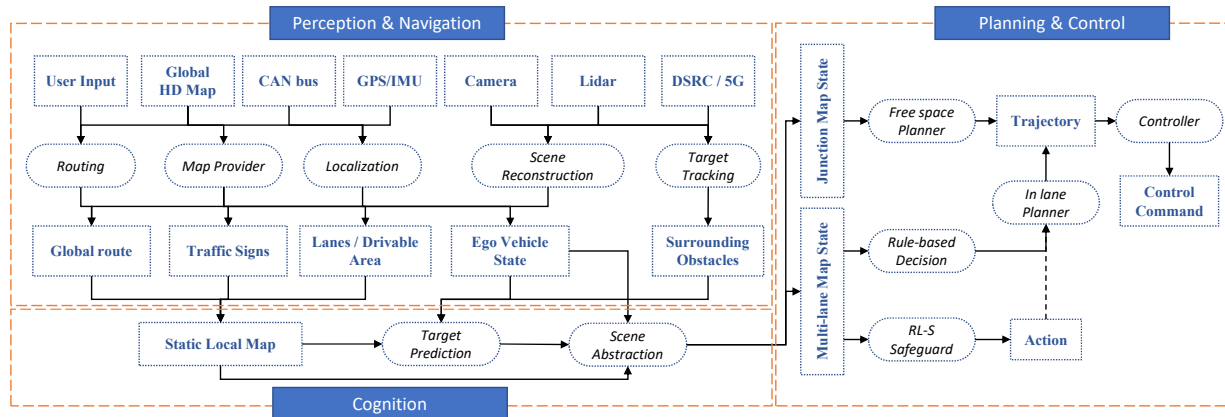 Perception & Navigation
Planning & Control
User Input
Global
HD Map
CAN bus
GPS/IMU
Camera
Lidar
DSRC / 5G
Routing
Map Provider
Localization
Scene
Reconstruction
Target
Tracking
Global route
Traffic Signs
Lanes / Drivable
Area
Ego Vehicle
State
Surrounding
Obstacles
Static Local Map
Target
Prediction
Scene
Abstraction
Cognition
Junction Map State
Free space
Planner
Trajectory
Controller
In lane
Planner
Control
Command
Multi-lane Map State
Rule-based
Decision
RL-S
Safeguard
Action